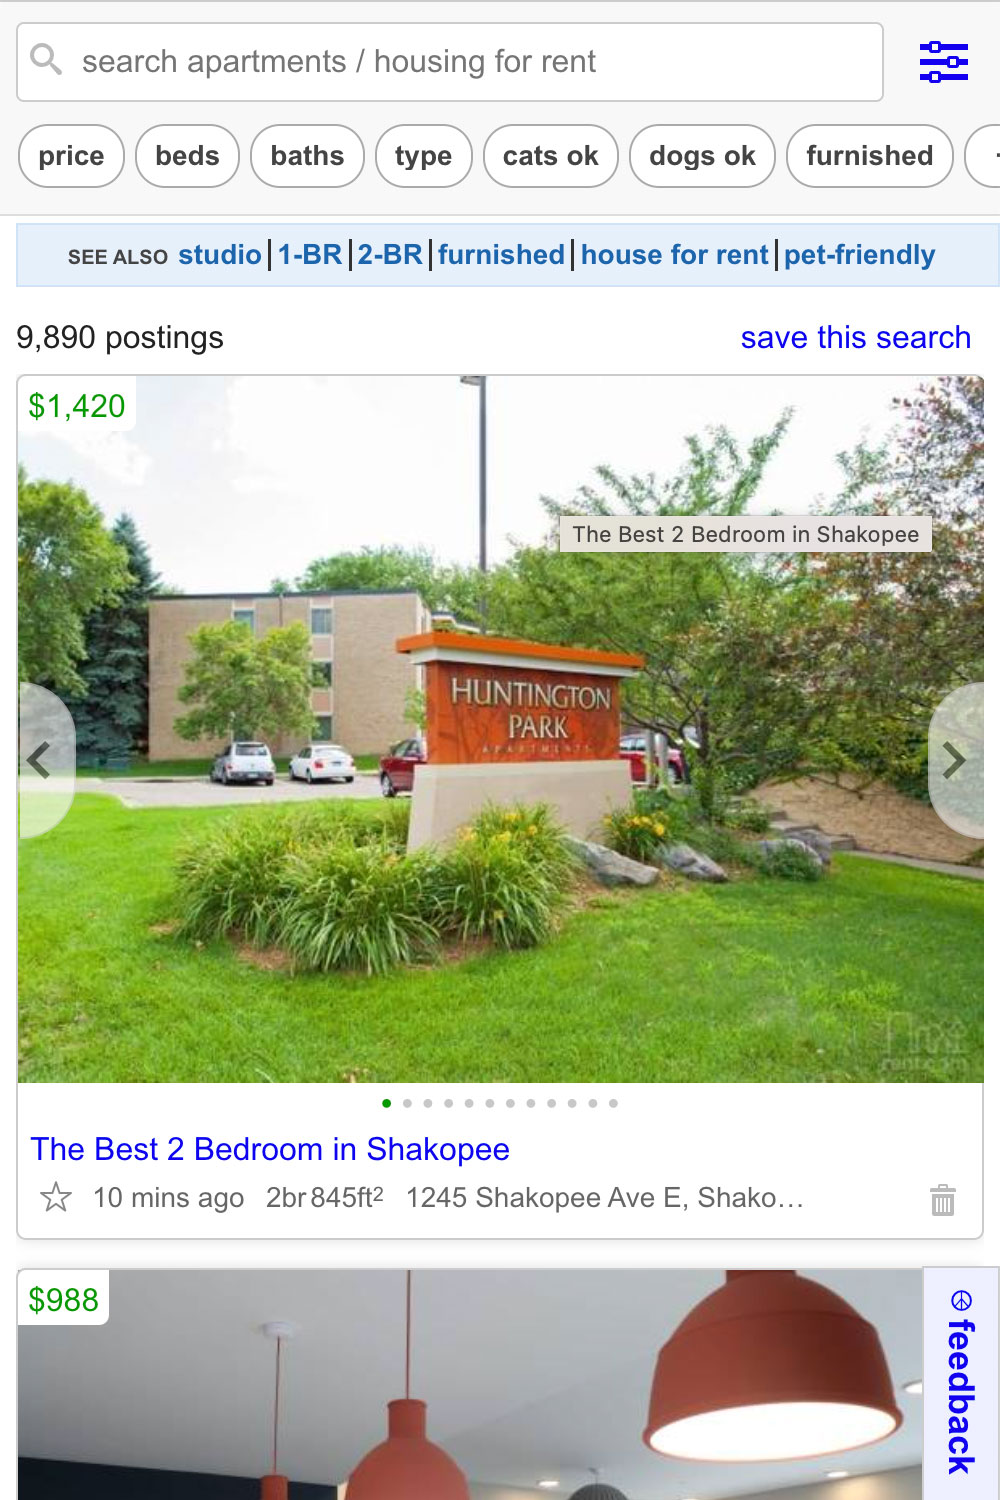 search apartments / housing for rent
price beds baths type cats ok dogs ok furnished
SEE ALSO studio|1-BR|2-BR|furnished|house for rent|pet-friendly
9,890 postings save this search
$1,420
The Best 2 Bedroom in Shakopee
HUNTINGTON
PARK
APARTMENTS
The Best 2 Bedroom in Shakopee
10 mins ago 2br 845ft² 1245 Shakopee Ave E, Shako…
$988
☮ feedback